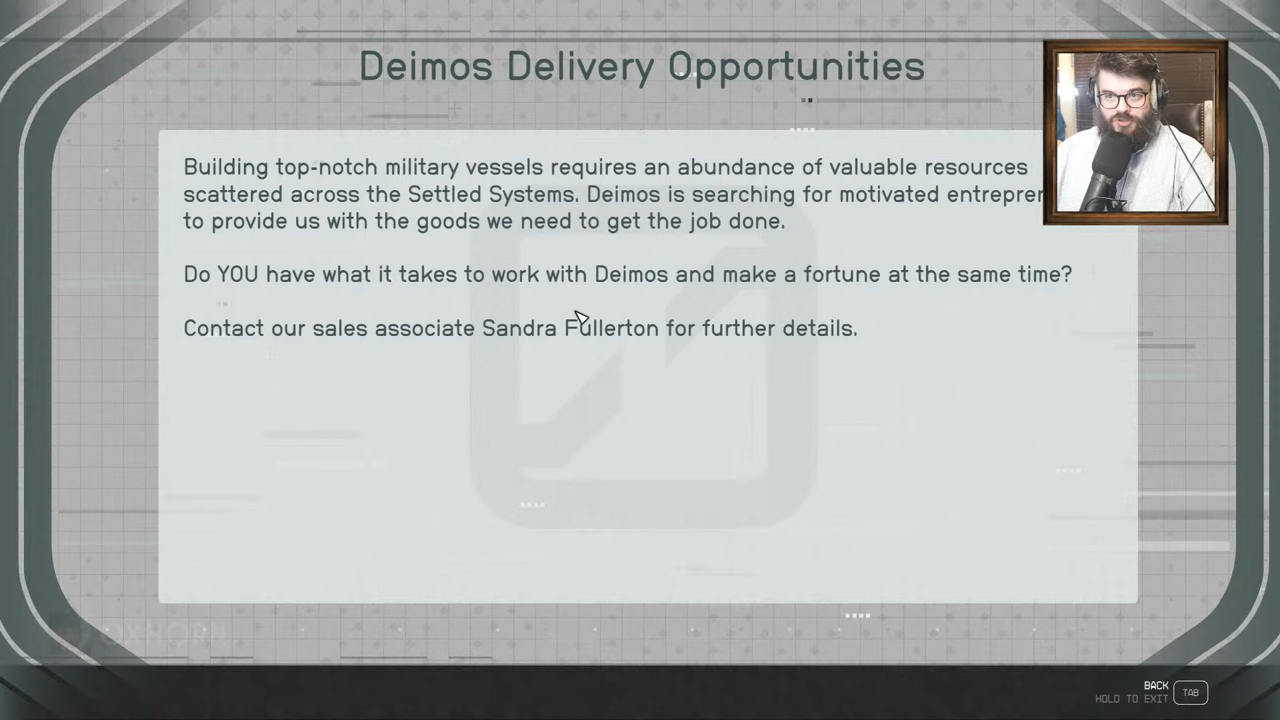 Deimos Delivery Opportunities
Building top-notch military vessels requires an abundance of valuable resources
scattered across the Settled Systems. Deimos is searching for motivated
to provide us with the goods we need to get the job done.
Do YOU have what it takes to work with Deimos and make a fortune at the same time?
Contact our sales associate Sandra Fullerton for further details.
OXHORN
BACK
HOLD TO EXIT TAB